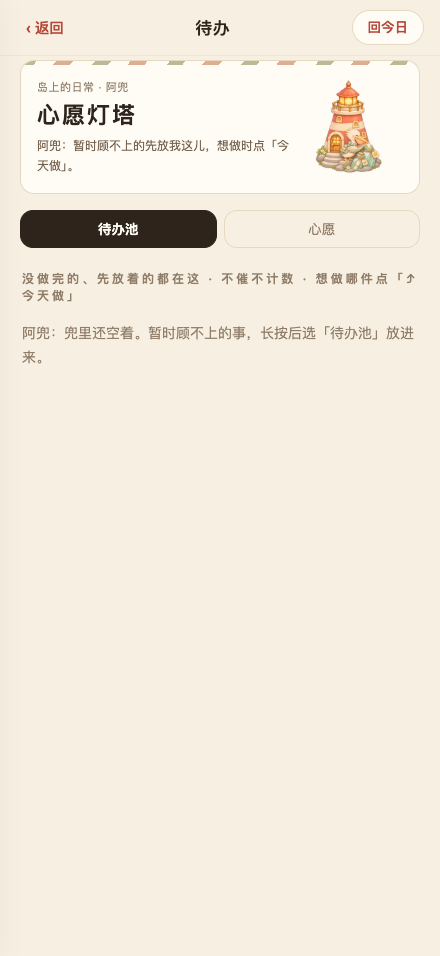 ‹ 返回
待办
回今日
岛上的日常 · 阿兜
心愿灯塔
阿兜：暂时顾不上的先放我这儿，想做时点「今
天做」。
待办池
心愿
没做完的、先放着的都在这 · 不催不计数 · 想做哪件点「↑
今天做」
阿兜：兜里还空着。暂时顾不上的事，长按后选「待办池」放进
来。